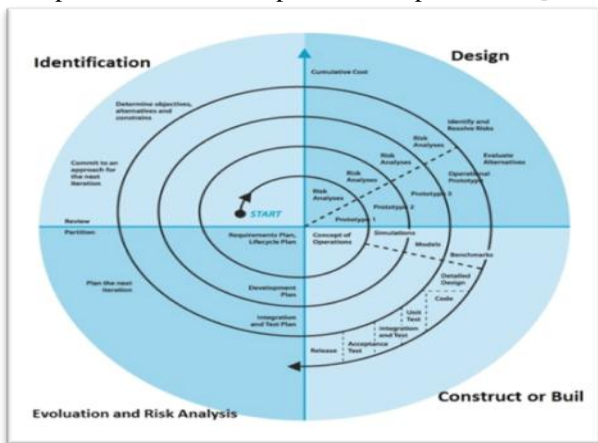 Identification
Design
Cumulative Cost
Determine objectives,
alternatives and
constrains
Identify and
Resolve Risks
Commit to an
approach for
the next
iteration
Risk
Analyses
Risk
Analyses
Risk
Analyses
Risk
Analyses
Evaluate
Alternatives
Operational
Prototype
Prototype 3
Prototype 2
Prototype 1
START
Review
Partition
Requirements Plan,
Lifecycle Plan
Concept of
Operations
Simulations
Models
Benchmarks
Plan the next
iteration
Development
Plan
Detailed
Design
Code
Integration
and Test Plan
Unit
Test
Integration
and Test
Acceptance
Test
Release
Construct or Buil
Evoluation and Risk Analysis